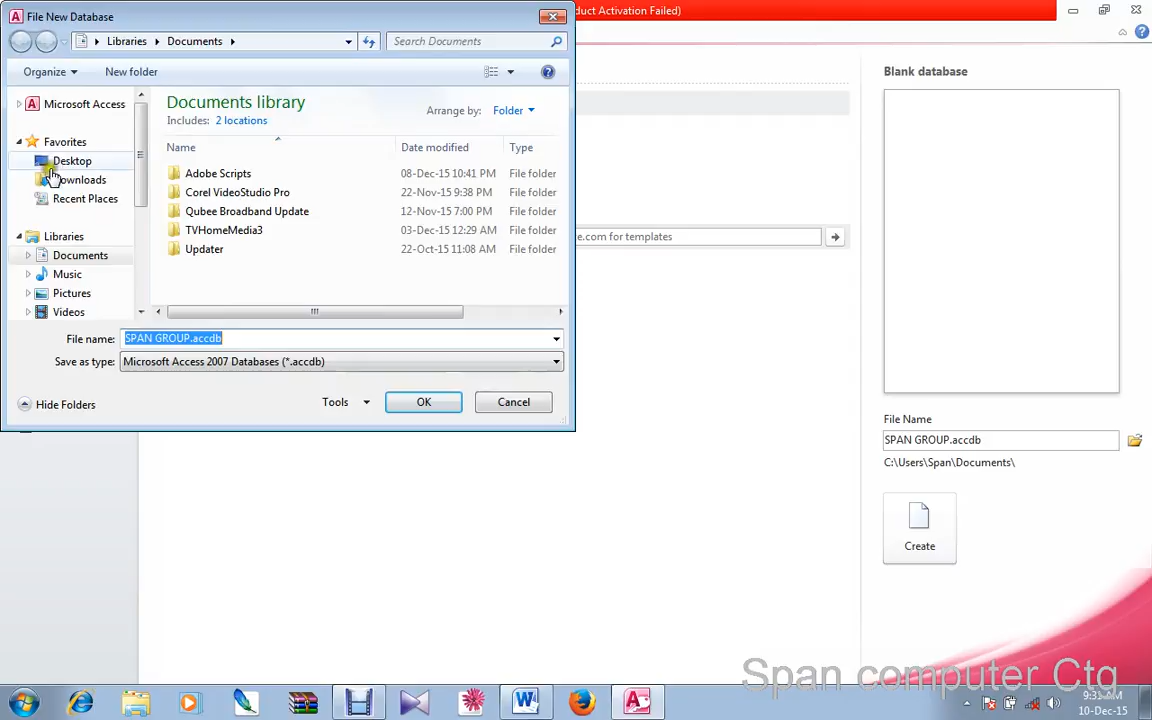 File New Database
duct Activation Failed)
Libraries
Documents
Search Documents
Organize
New folder
Microsoft Access
Favorites
Desktop
Downloads
Recent Places
Libraries
Documents
Music
Pictures
Videos
Documents library
Includes: 2 locations
Arrange by: Folder
Name Date modified Type
Adobe Scripts 08-Dec-15 10:41 PM File folder
Corel VideoStudio Pro 22-Nov-15 9:38 PM File folder
Qubee Broadband Update 12-Nov-15 7:00 PM File folder
TVHomeMedia3 03-Dec-15 12:29 AM File folder
Updater 22-Oct-15 11:08 AM File folder
File name: SPAN GROUP.accdb
Save as type: Microsoft Access 2007 Databases (*.accdb)
Hide Folders
Tools
OK
Cancel
e.com for templates
Blank database
File Name
SPAN GROUP.accdb
C:\Users\Span\Documents\
Create
Span computer Ctg
9:31 AM
10-Dec-15